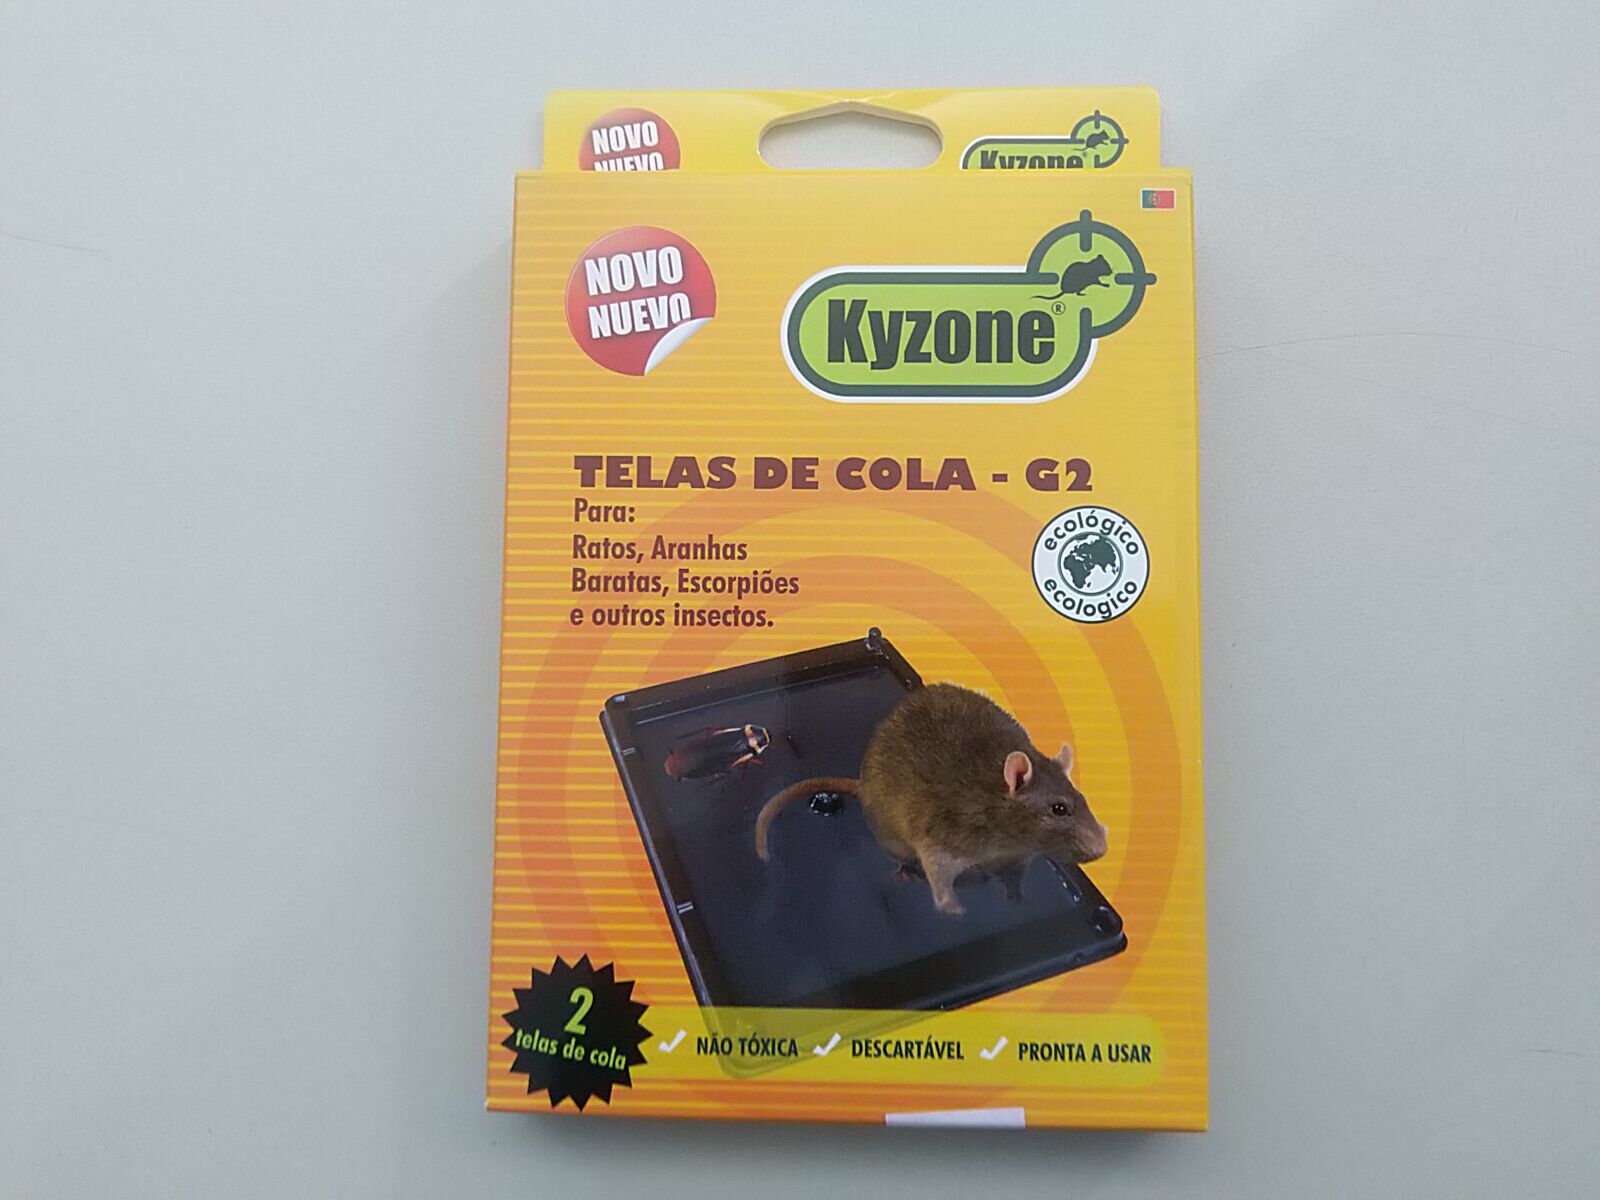 NOVO
NUEVO
Kyzone
NOVO
NUEVO
Kyzone®
TELAS DE COLA - G2
Para:
Ratos, Aranhas
Baratas, Escorpiões
e outros insectos.
ecológico
ecologico
2
telas de cola
NÃO TÓXICA
DESCARTÁVEL
PRONTA A USAR